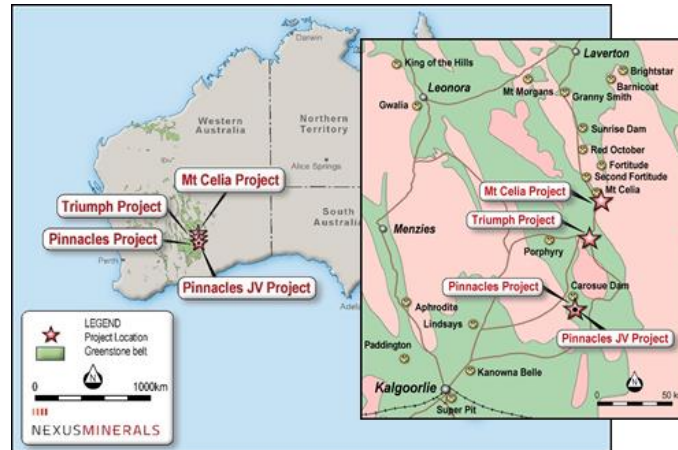 Darwin
Western
Australia
Northern
Territory
Alice Springs
South
Australia
Perth
Mt Celia Project
Triumph Project
Pinnacles Project
Pinnacles JV Project
LEGEND
Project Location
Greenstone belt
N
0
1000km
NEXUSMINERALS
King of the Hills
Laverton
Leonora
Mt Morgans
Brightstar
Barnicoat
Gwalia
Granny Smith
Sunrise Dam
Red October
Fortitude
Second Fortitude
Mt Celia
Mt Celia Project
Triumph Project
Menzies
Porphyry
Pinnacles Project
Carosue Dam
Aphrodite
Lindsays
Pinnacles JV Project
Paddington
Kanowna Belle
Kalgoorlie
Super Pit
N
0